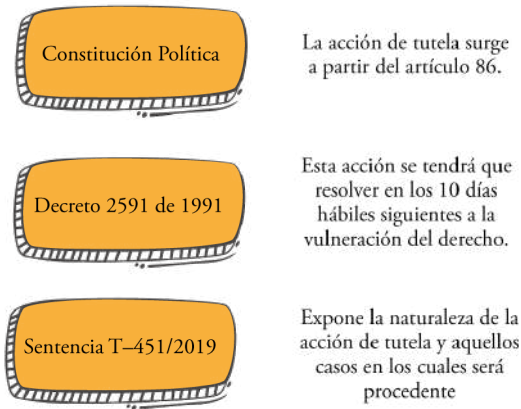 Constitución Política
La acción de tutela surge
a partir del artículo 86.
Decreto 2591 de 1991
Esta acción se tendrá que
resolver en los 10 días
hábiles siguientes a la
vulneración del derecho.
Sentencia T–451/2019
Expone la naturaleza de la
acción de tutela y aquellos
casos en los cuales será
procedente